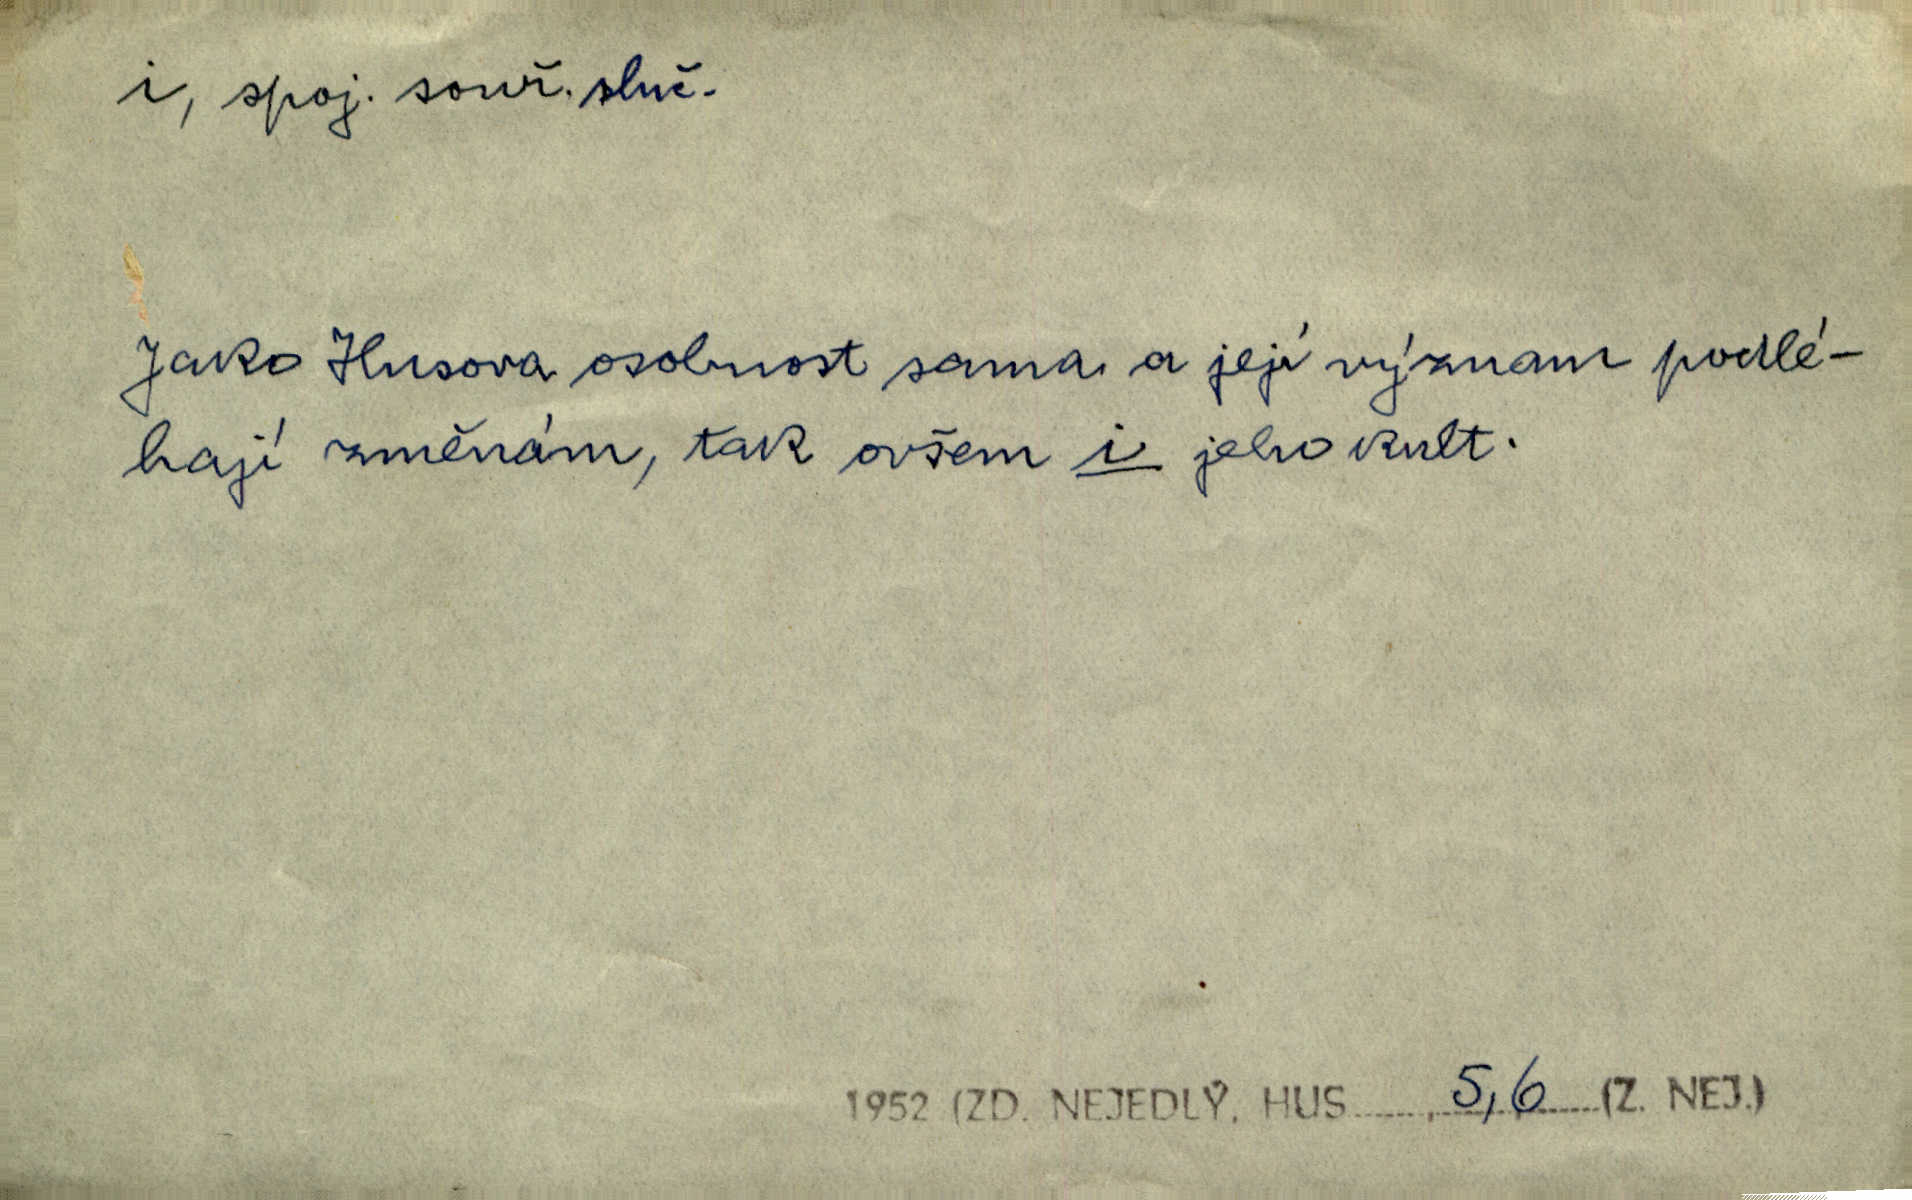 i, spoj. souř. sluč.
Jako Husova osobnost sama a její význam podlé-
hají změnám, tak ovšem i jeho kult.
1952 (ZD. NEJEDLÝ, HUS......,5,6......(Z. NEJ.)